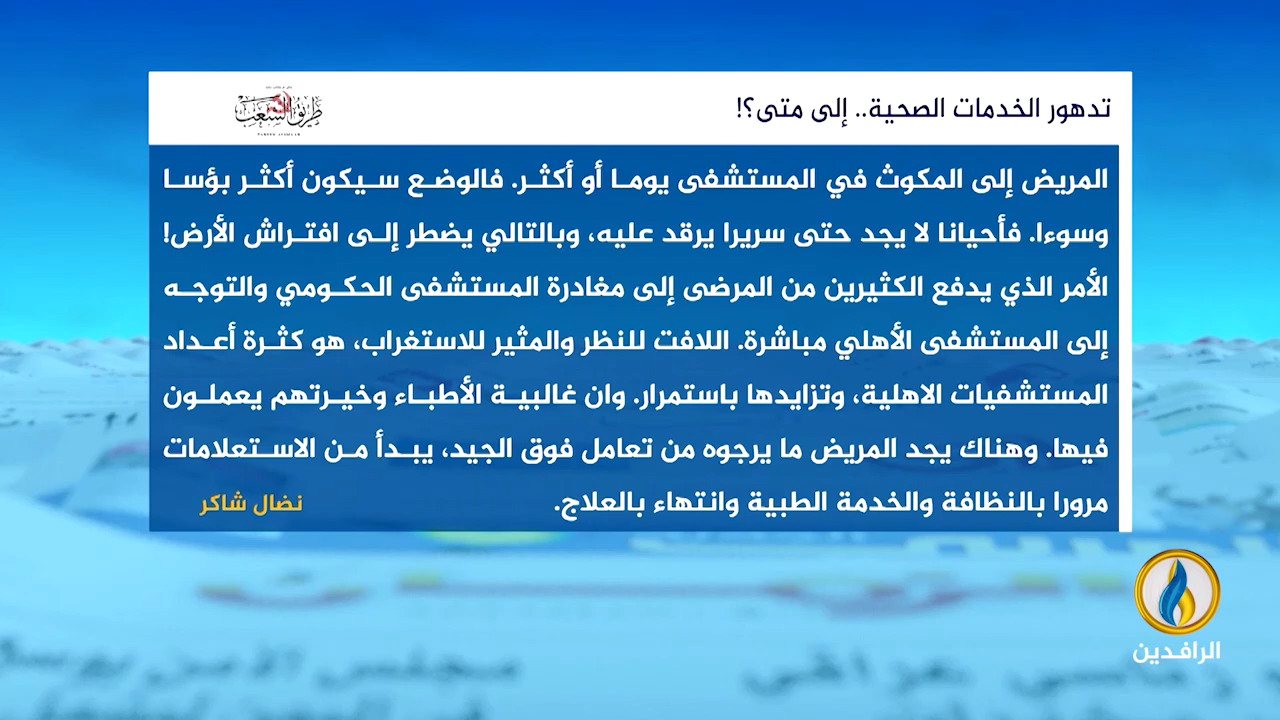 تدهور الخدمات الصحية.. إلى متى؟!
طريق الشعب
المريض إلى المكوث في المستشفى يوما أو أكثر. فالوضع سيكون أكثر بؤسا
وسوءا. فأحيانا لا يجد حتى سريرا يرقد عليه، وبالتالي يضطر إلى افتراش الأرض!
الأمر الذي يدفع الكثيرين من المرضى إلى مغادرة المستشفى الحكومي والتوجه
إلى المستشفى الأهلي مباشرة. اللافت للنظر والمثير للاستغراب، هو كثرة أعداد
المستشفيات الاهلية، وتزايدها باستمرار. وان غالبية الأطباء وخيرتهم يعملون
فيها. وهناك يجد المريض ما يرجوه من تعامل فوق الجيد، يبدأ من الاستعلامات
مرورا بالنظافة والخدمة الطبية وانتهاء بالعلاج.
نضال شاكر
الرافدين
مجلس الأمن